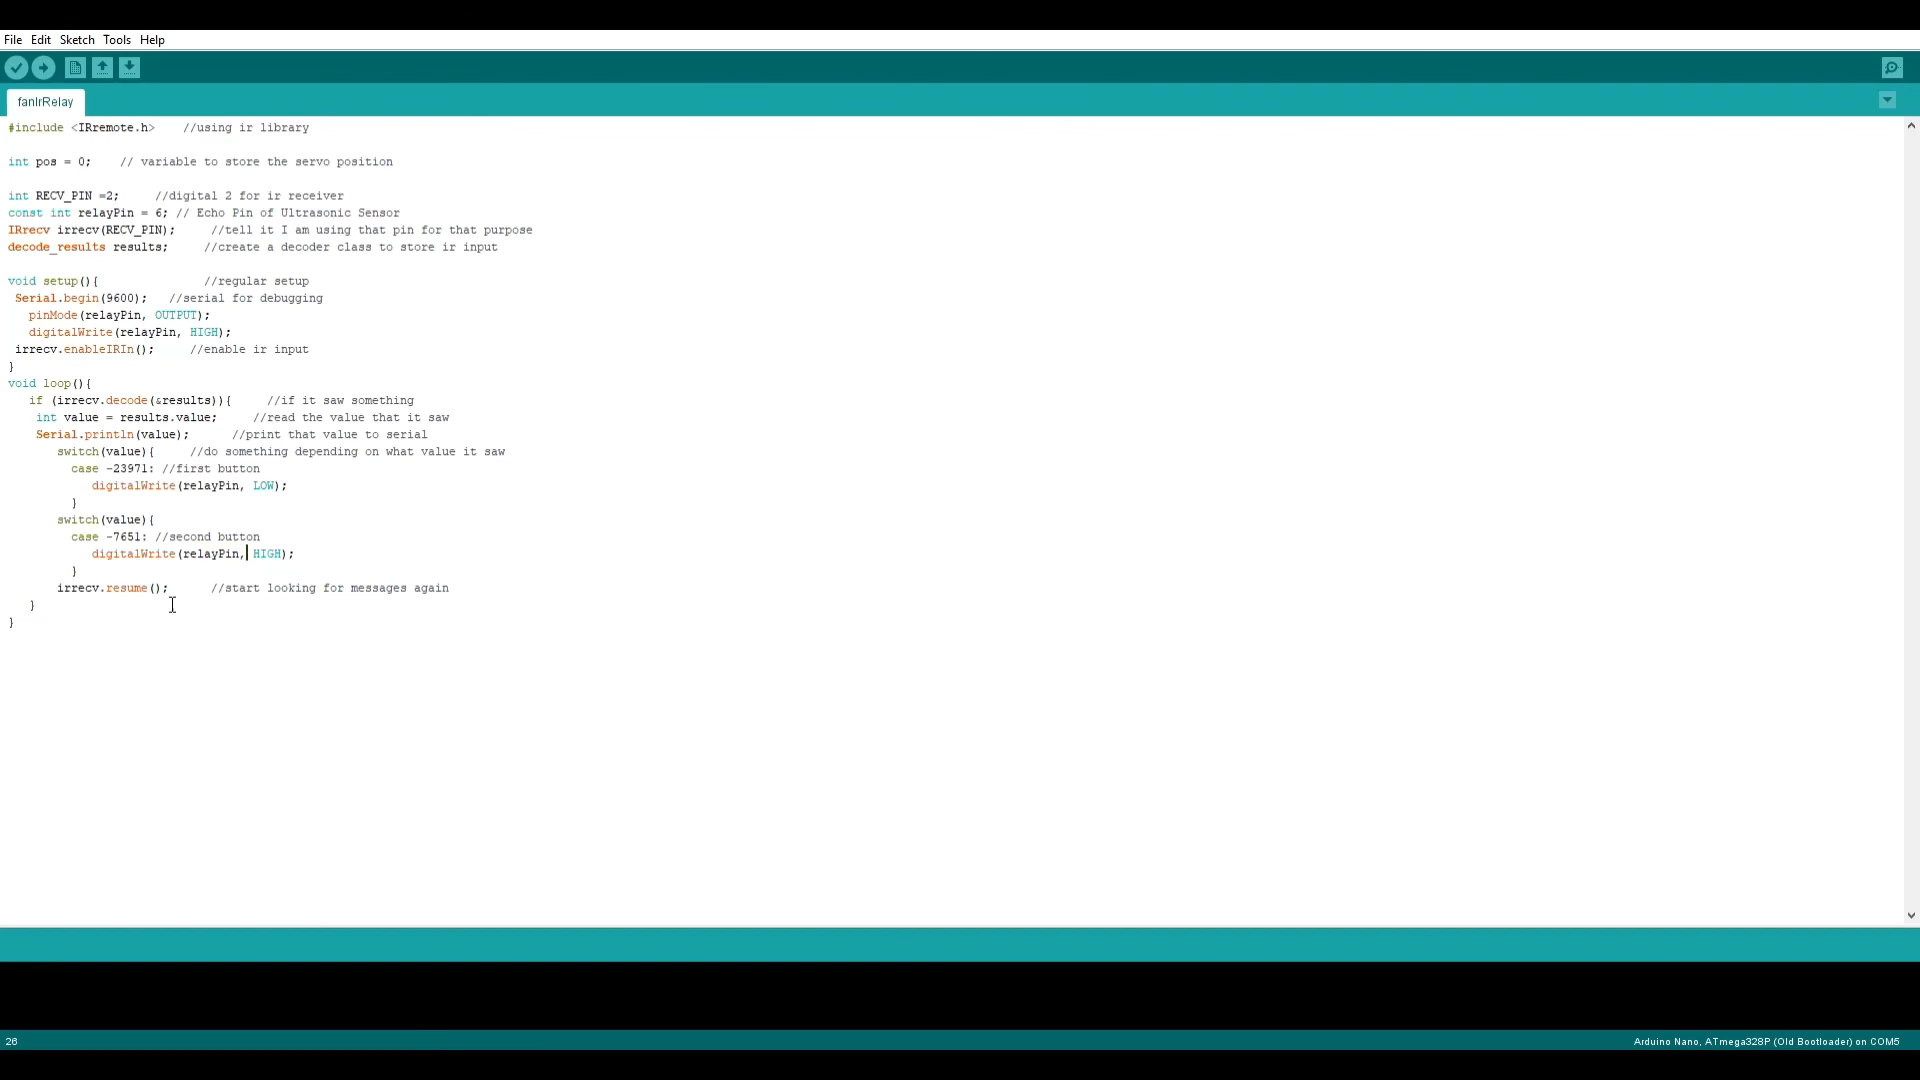 File Edit Sketch Tools Help
fanIrRelay
#include <IRremote.h>    //using ir library
int pos = 0;    // variable to store the servo position
int RECV_PIN =2;     //digital 2 for ir receiver
const int relayPin = 6; // Echo Pin of Ultrasonic Sensor
IRrecv irrecv(RECV_PIN);     //tell it I am using that pin for that purpose
decode_results results;     //create a decoder class to store ir input
void setup(){               //regular setup
 Serial.begin(9600);   //serial for debugging
   pinMode(relayPin, OUTPUT);
   digitalWrite(relayPin, HIGH);
 irrecv.enableIRIn();     //enable ir input
}
void loop(){
   if (irrecv.decode(&results)){     //if it saw something
    int value = results.value;     //read the value that it saw
    Serial.println(value);      //print that value to serial
       switch(value){     //do something depending on what value it saw
         case -23971: //first button
            digitalWrite(relayPin, LOW);
         }
       switch(value){
         case -7651: //second button
            digitalWrite(relayPin, HIGH);
         }
       irrecv.resume();      //start looking for messages again
   }
}
26
Arduino Nano, ATmega328P (Old Bootloader) on COM5